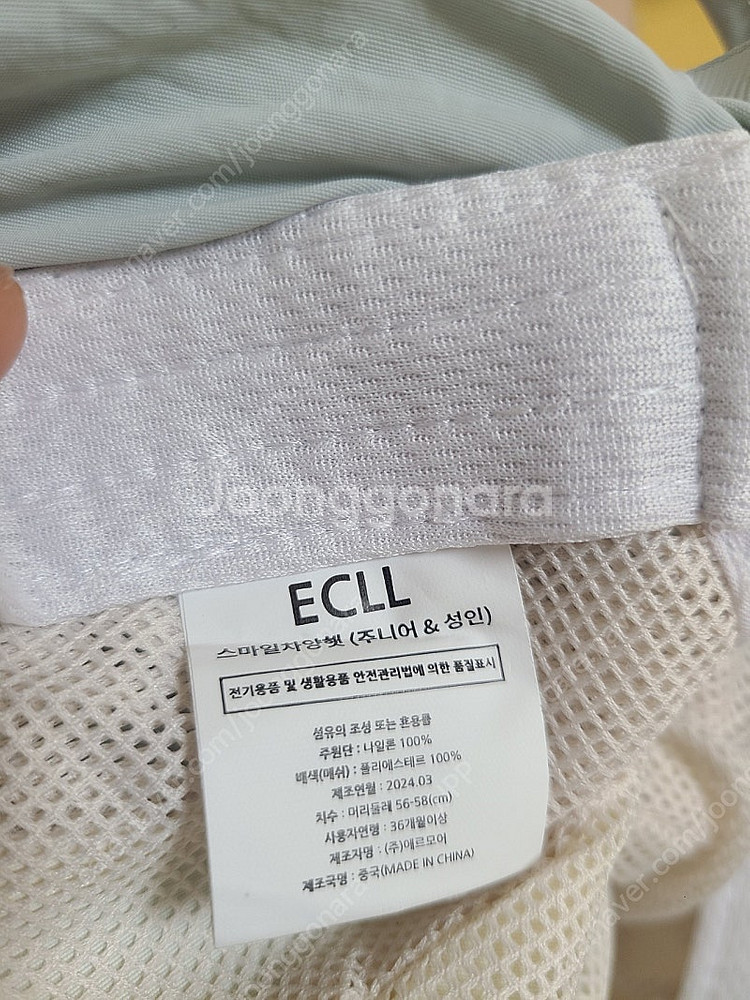 Joonggonara
ECLL
스마일자양햇 (주니어 & 성인)
전기용품 및 생활용품 안전관리법에 의한 품질표시
섬유의 조성 또는 혼용률
주원단 : 나일론 100%
배색(메쉬) : 폴리에스테르 100%
제조연월 : 2024.03
치수 : 머리둘레 56-58(cm)
사용자연령 : 36개월이상
제조자명 : (주)애르모어
제조국명 : 중국(MADE IN CHINA)